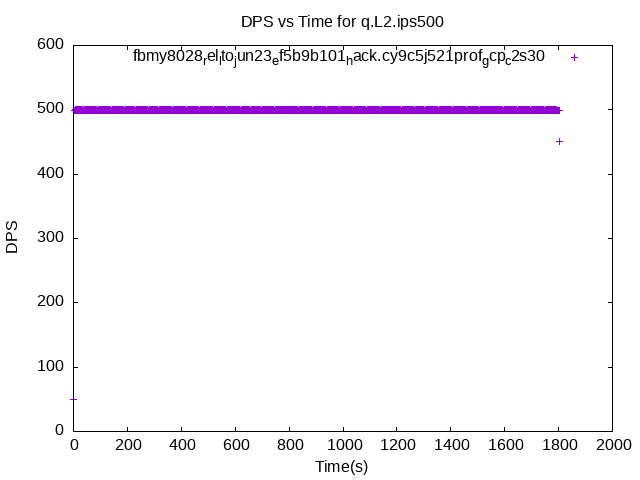 DPS vs Time for q.L2.ips500
fbmy8028relltojun23ef5b9b101hack.cy9c5j521profgcpc2s30
600
500
400
300
200
100
0
DPS
0 200 400 600 800 1000 1200 1400 1600 1800 2000
Time(s)